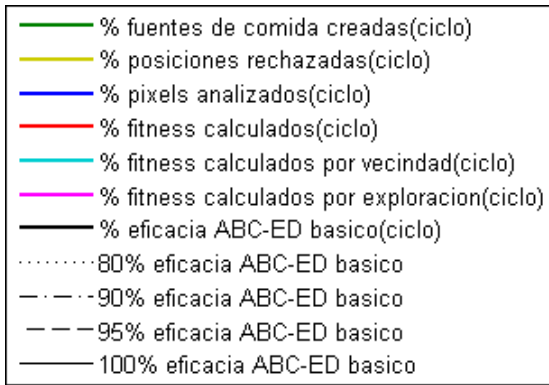 % fuentes de comida creadas(ciclo)
% posiciones rechazadas(ciclo)
% pixels analizados(ciclo)
% fitness calculados(ciclo)
% fitness calculados por vecindad(ciclo)
% fitness calculados por exploracion(ciclo)
% eficacia ABC-ED basico(ciclo)
80% eficacia ABC-ED basico
90% eficacia ABC-ED basico
95% eficacia ABC-ED basico
100% eficacia ABC-ED basico